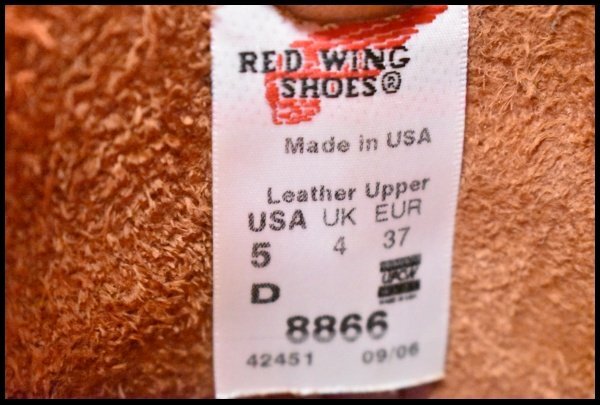 RED WING
SHOES®
Made in USA
Leather Upper
USA UK EUR
5 4 37
D
8866
42451 09/06